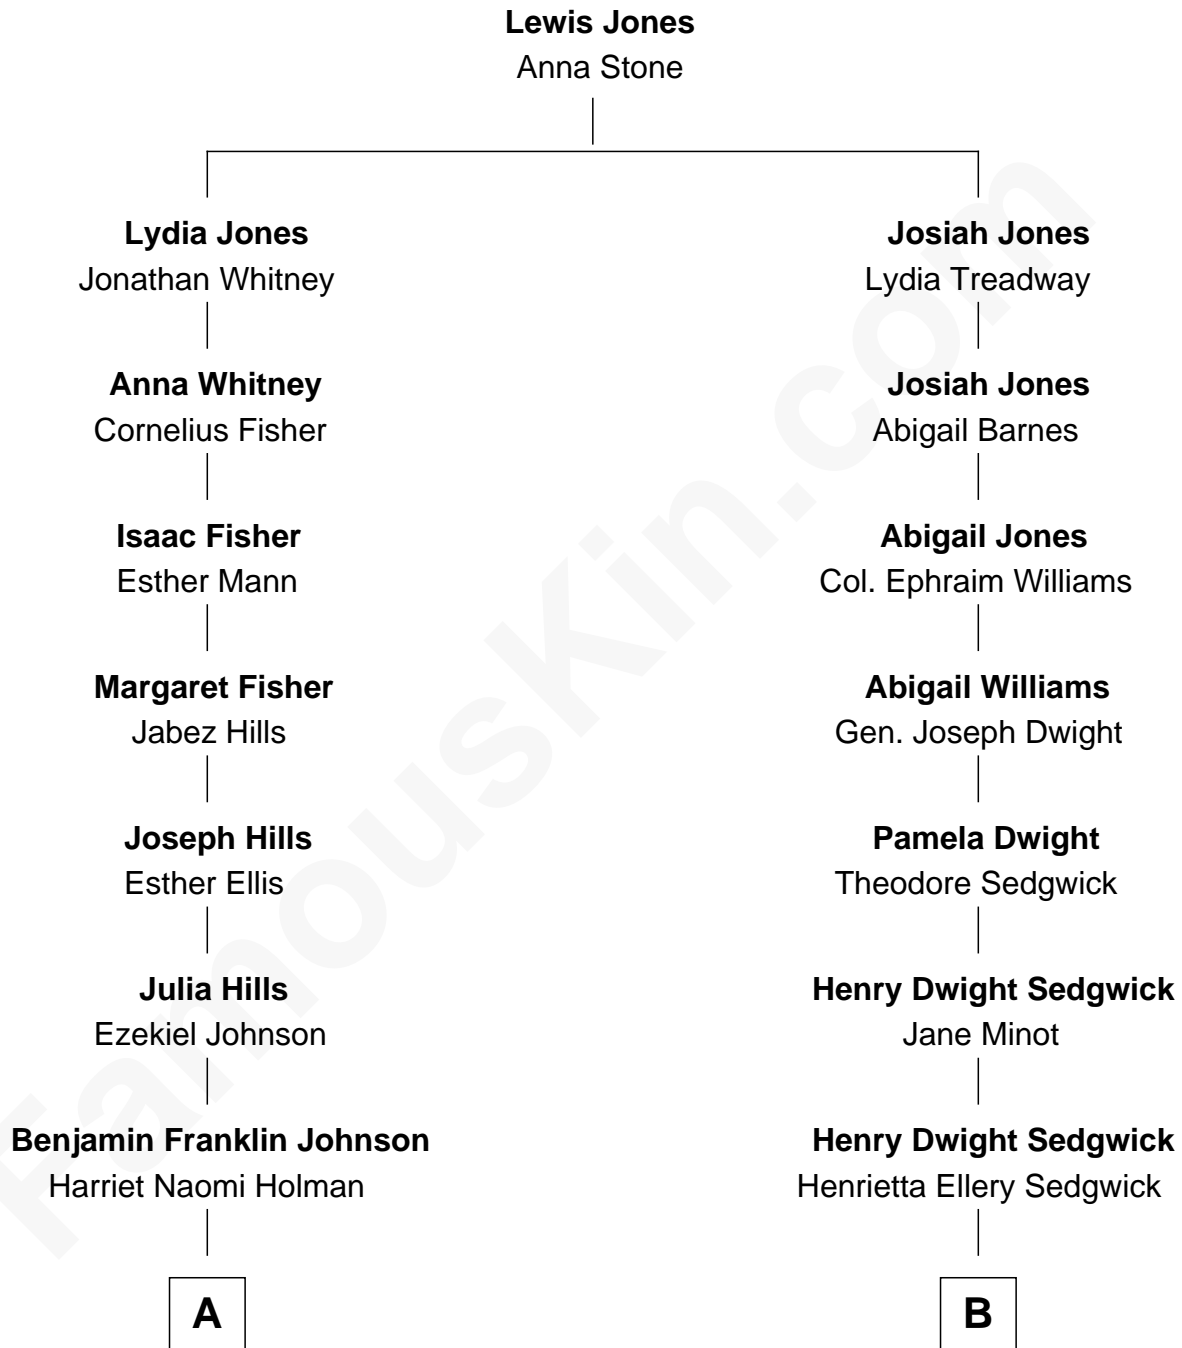 Lewis Jones
Anna Stone
Lydia Jones
Jonathan Whitney
Josiah Jones
Lydia Treadway
Anna Whitney
Cornelius Fisher
Josiah Jones
Abigail Barnes
Isaac Fisher
Esther Mann
Abigail Jones
Col. Ephraim Williams
Margaret Fisher
Jabez Hills
Abigail Williams
Gen. Joseph Dwight
Joseph Hills
Esther Ellis
Pamela Dwight
Theodore Sedgwick
Julia Hills
Ezekiel Johnson
Henry Dwight Sedgwick
Jane Minot
Benjamin Franklin Johnson
Harriet Naomi Holman
Henry Dwight Sedgwick
Henrietta Ellery Sedgwick
A
B
FamousKin.com